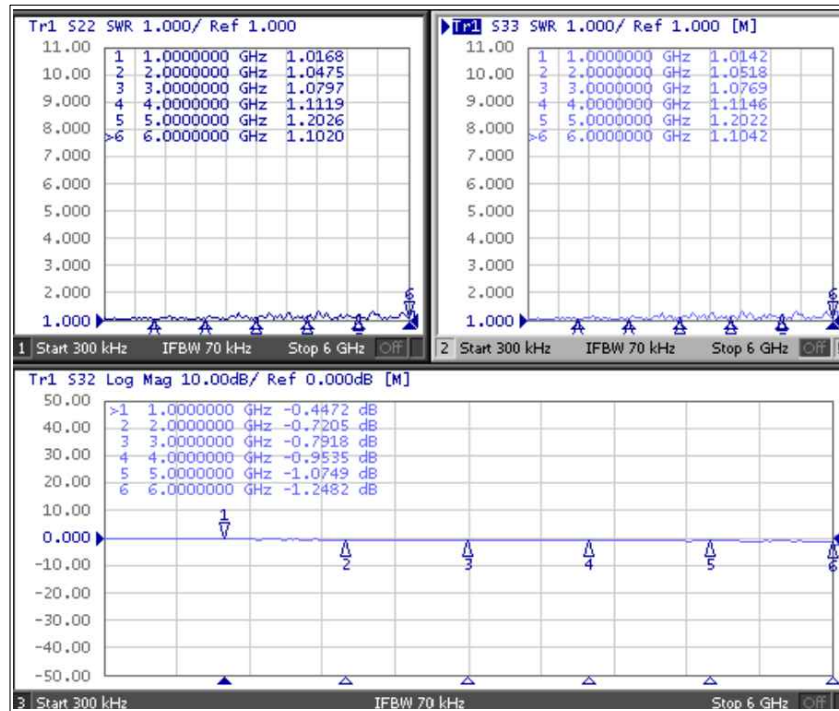 Tr1 S22 SWR 1.000/ Ref 1.000
11.00
10.00
9.000
8.000
7.000
6.000
5.000
4.000
3.000
2.000
1.000
1 1.0000000 GHz 1.0168
2 2.0000000 GHz 1.0475
3 3.0000000 GHz 1.0797
4 4.0000000 GHz 1.1119
5 5.0000000 GHz 1.2026
>6 6.0000000 GHz 1.1020
6
1 Start 300 kHz IFBW 70 kHz Stop 6 GHz Off
Tr1 S33 SWR 1.000/ Ref 1.000 [M]
11.00
10.00
9.000
8.000
7.000
6.000
5.000
4.000
3.000
2.000
1.000
1 1.0000000 GHz 1.0142
2 2.0000000 GHz 1.0518
3 3.0000000 GHz 1.0769
4 4.0000000 GHz 1.1146
5 5.0000000 GHz 1.2022
>6 6.0000000 GHz 1.1042
6
2 Start 300 kHz IFBW 70 kHz Stop 6 GHz Off
Tr1 S32 Log Mag 10.00dB/ Ref 0.000dB [M]
50.00
40.00
30.00
20.00
10.00
0.000
-10.00
-20.00
-30.00
-40.00
-50.00
>1 1.0000000 GHz -0.4472 dB
2 2.0000000 GHz -0.7205 dB
3 3.0000000 GHz -0.7918 dB
4 4.0000000 GHz -0.9535 dB
5 5.0000000 GHz -1.0749 dB
6 6.0000000 GHz -1.2482 dB
1
2 3 4 5 6
3 Start 300 kHz IFBW 70 kHz Stop 6 GHz Off